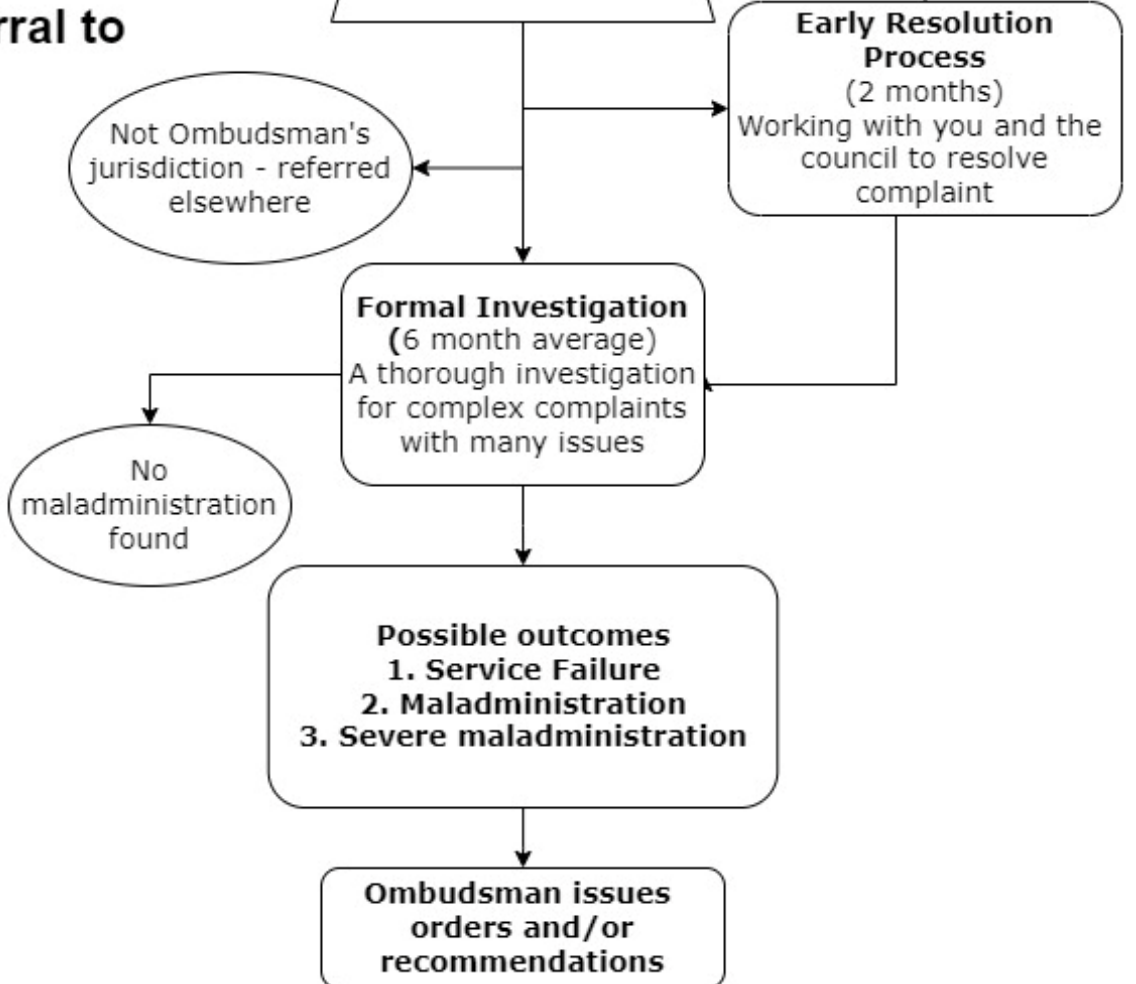 rral to
Early Resolution
Process
(2 months)
Working with you and the
council to resolve
complaint
Not Ombudsman's
jurisdiction - referred
elsewhere
Formal Investigation
(6 month average)
A thorough investigation
for complex complaints
with many issues
No
maladministration
found
Possible outcomes
1. Service Failure
2. Maladministration
3. Severe maladministration
Ombudsman issues
orders and/or
recommendations